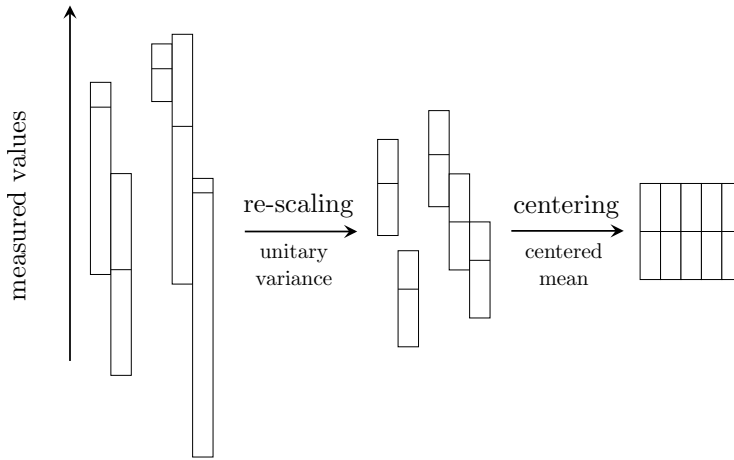 measured values
re-scaling
unitary
variance
centering
centered
mean